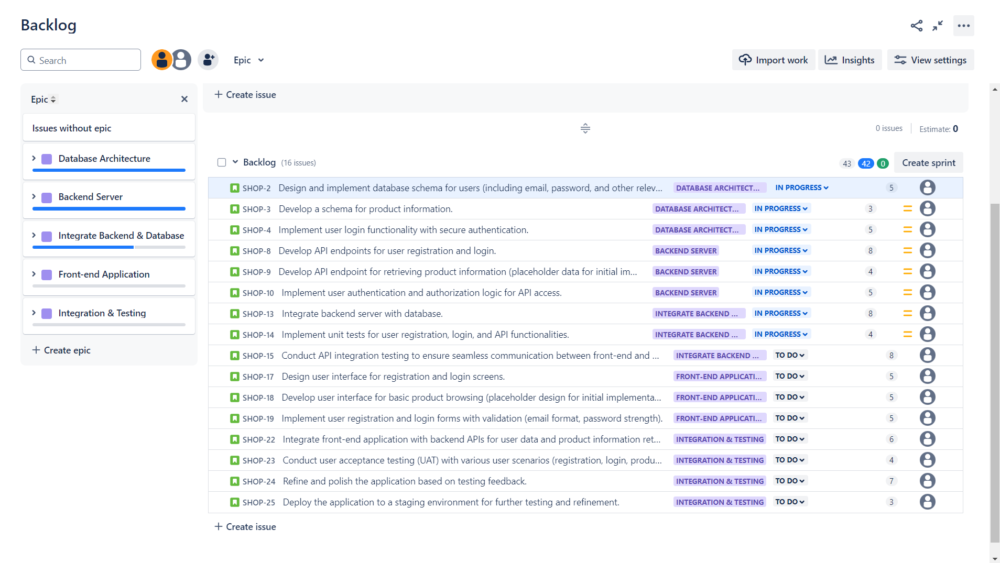 Backlog
Search
Epic
Import work
Insights
View settings
Epic
Issues without epic
Database Architecture
Backend Server
Integrate Backend & Database
Front-end Application
Integration & Testing
Create epic
Create issue
0 issues
Estimate: 0
Backlog (16 issues)
43 42 0
Create sprint
SHOP-2 Design and implement database schema for users (including email, password, and other relev... DATABASE ARCHITECT... IN PROGRESS 5
SHOP-3 Develop a schema for product information. DATABASE ARCHITECT... IN PROGRESS 3
SHOP-4 Implement user login functionality with secure authentication. DATABASE ARCHITECT... IN PROGRESS 5
SHOP-8 Develop API endpoints for user registration and login. BACKEND SERVER IN PROGRESS 8
SHOP-9 Develop API endpoint for retrieving product information (placeholder data for initial im... BACKEND SERVER IN PROGRESS 4
SHOP-10 Implement user authentication and authorization logic for API access. BACKEND SERVER IN PROGRESS 5
SHOP-13 Integrate backend server with database. INTEGRATE BACKEND ... IN PROGRESS 8
SHOP-14 Implement unit tests for user registration, login, and API functionalities. INTEGRATE BACKEND ... IN PROGRESS 4
SHOP-15 Conduct API integration testing to ensure seamless communication between front-end and ... INTEGRATE BACKEND ... TO DO 8
SHOP-17 Design user interface for registration and login screens. FRONT-END APPLICATI... TO DO 5
SHOP-18 Develop user interface for basic product browsing (placeholder design for initial implementa... FRONT-END APPLICATI... TO DO 5
SHOP-19 Implement user registration and login forms with validation (email format, password strength). FRONT-END APPLICATI... TO DO 5
SHOP-22 Integrate front-end application with backend APIs for user data and product information ret... INTEGRATION & TESTING TO DO 6
SHOP-23 Conduct user acceptance testing (UAT) with various user scenarios (registration, login, produ... INTEGRATION & TESTING TO DO 4
SHOP-24 Refine and polish the application based on testing feedback. INTEGRATION & TESTING TO DO 7
SHOP-25 Deploy the application to a staging environment for further testing and refinement. INTEGRATION & TESTING TO DO 3
Create issue